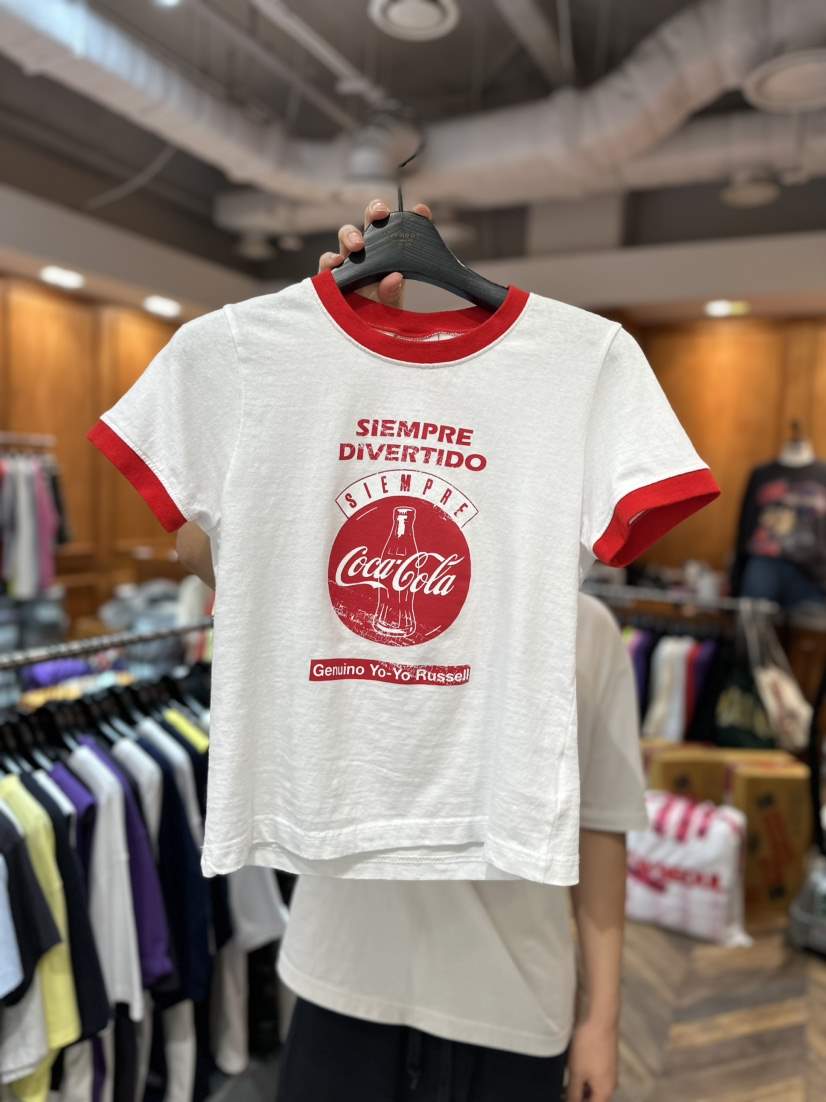 SIEMPRE
DIVERTIDO
SIEMPRE
Coca-Cola
Genuino Yo-Yo Russell